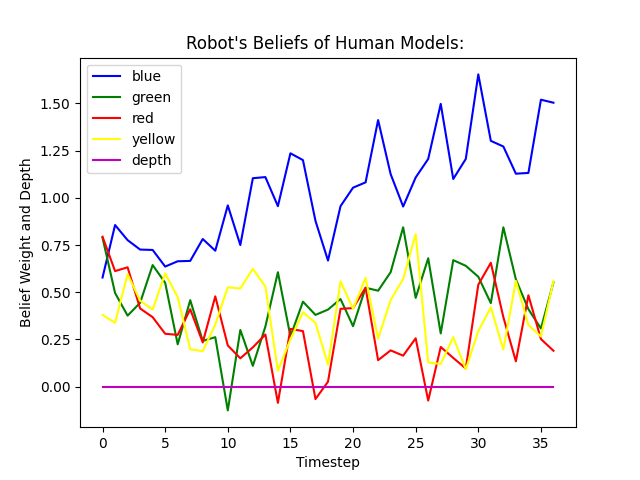 Robot's Beliefs of Human Models:
blue
green
red
yellow
depth
Belief Weight and Depth
1.50
1.25
1.00
0.75
0.50
0.25
0.00
0 5 10 15 20 25 30 35
Timestep